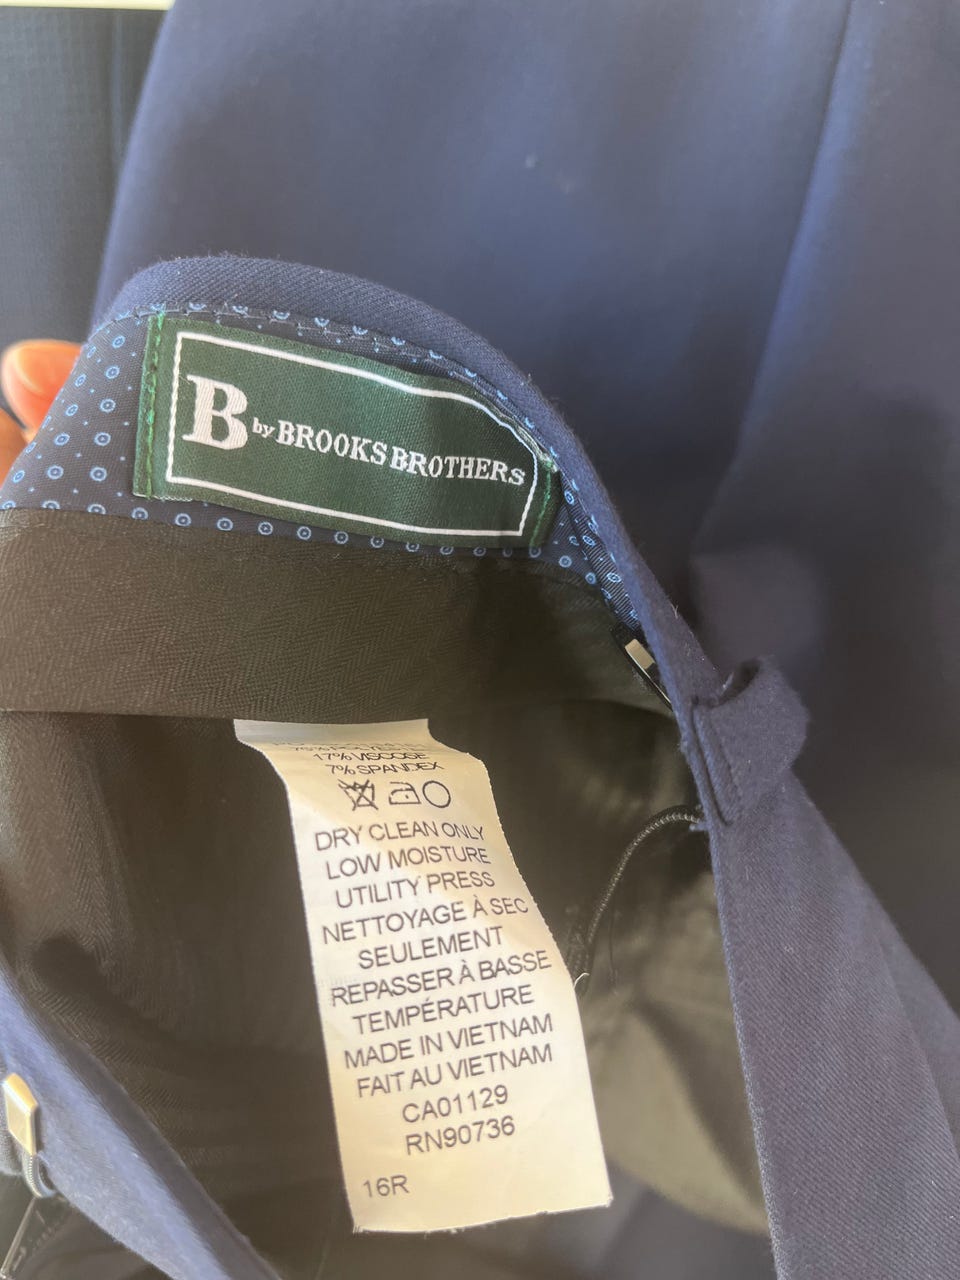 B by BROOKS BROTHERS
17% VISCOSE
7% SPANDEX
DRY CLEAN ONLY
LOW MOISTURE
UTILITY PRESS
NETTOYAGE À SEC
SEULEMENT
REPASSER À BASSE
TEMPÉRATURE
MADE IN VIETNAM
FAIT AU VIETNAM
CA01129
RN90736
16R